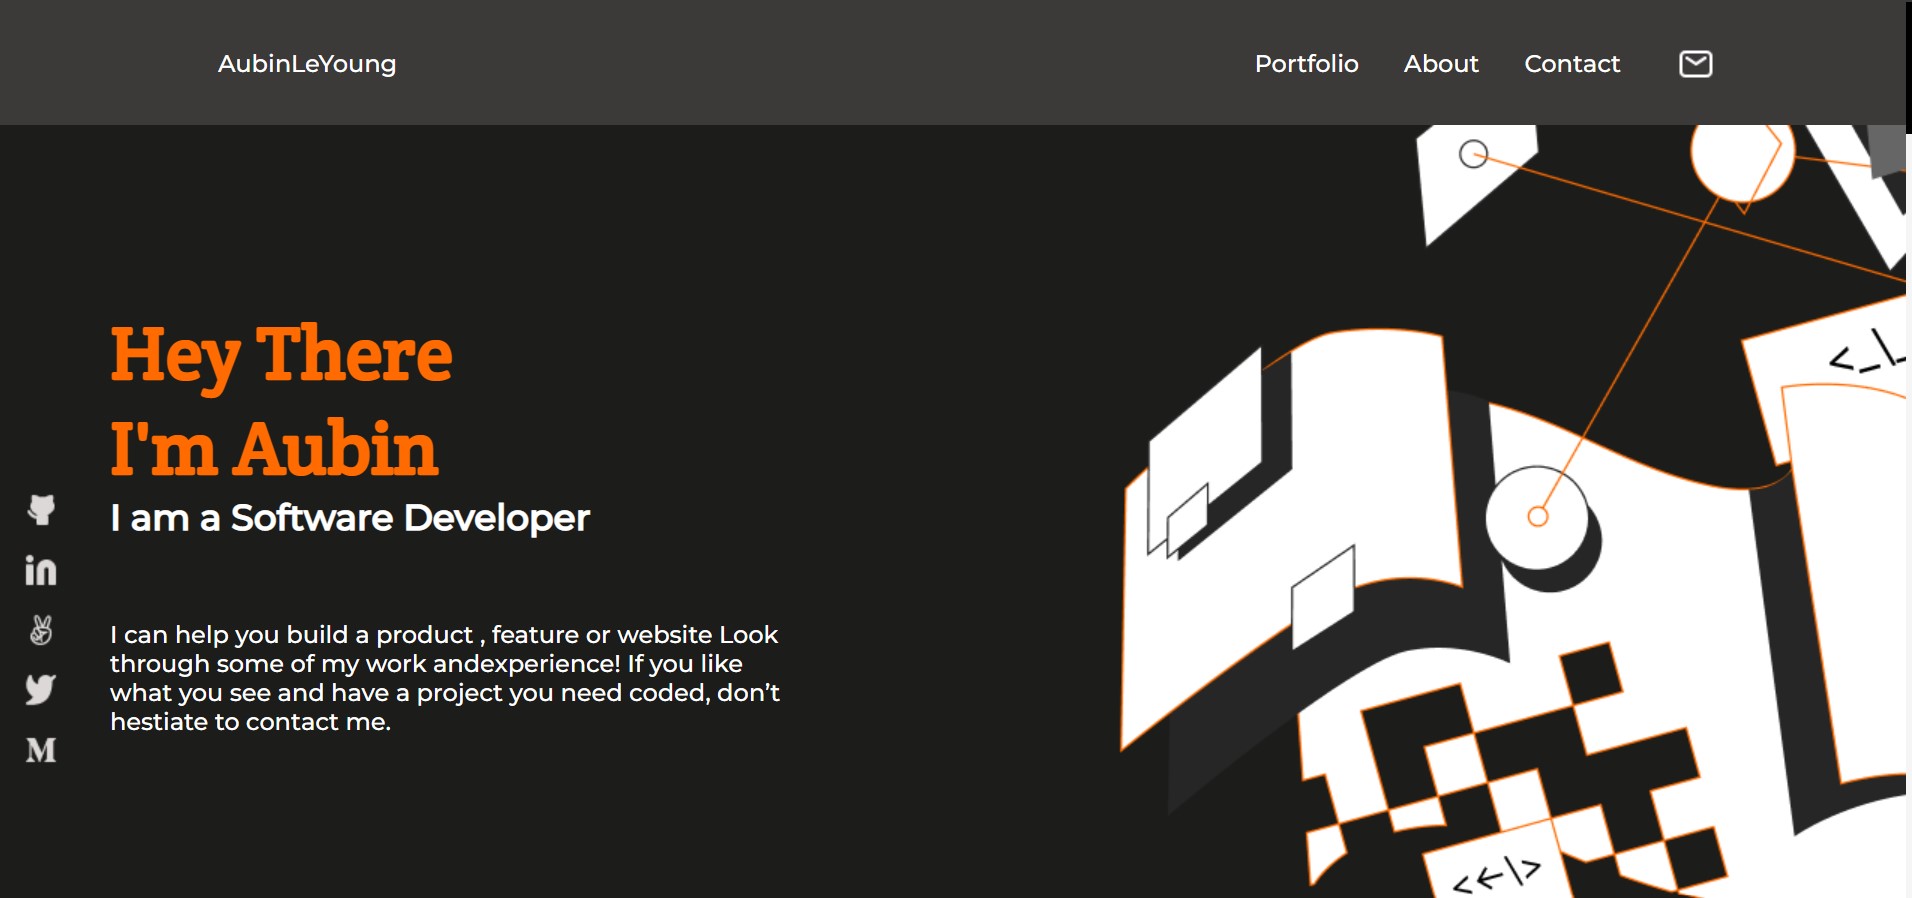 AubinLeYoung
Portfolio About Contact
Hey There
I'm Aubin
I am a Software Developer
I can help you build a product , feature or website Look
through some of my work andexperience! If you like
what you see and have a project you need coded, don’t
hestiate to contact me.
in
M
<_\_
<<-|>